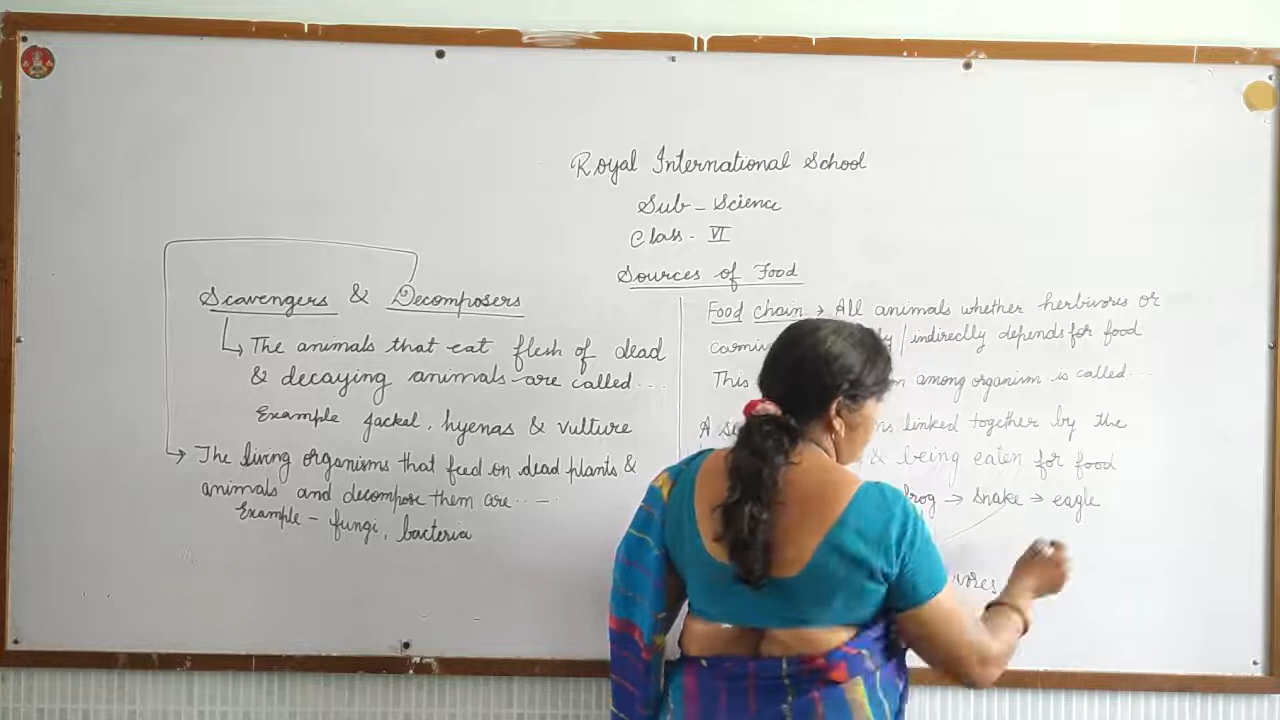 Royal International School
Sub - Science
Class - VI
Sources of Food
Scavengers & Decomposers
The animals that eat flesh of dead
& decaying animals are called...
Example Jackal, hyenas & vulture
The living organisms that feed on dead plants &
animals and decompose them are ....
Example - fungi, bacteria
Food chain → All animals whether herbivores or
/ indirectly depends for food
This among organism is called...
A linked together by the
& being eaten for food
frog → snake → eagle